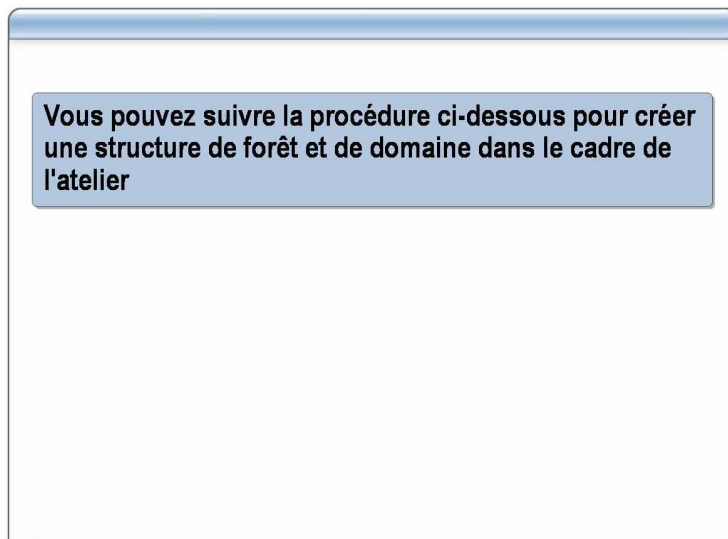 Vous pouvez suivre la procédure ci-dessous pour créer
une structure de forêt et de domaine dans le cadre de
l'atelier